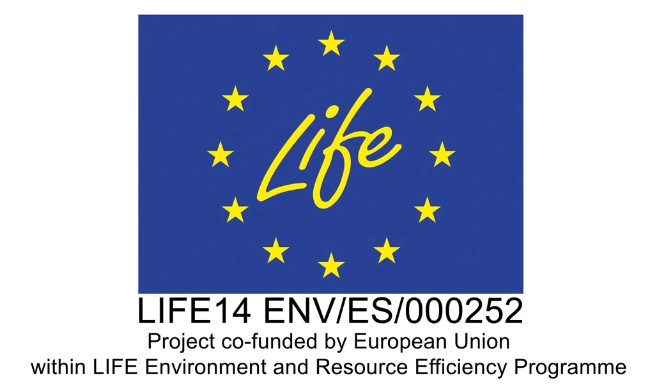 Life
LIFE14 ENV/ES/000252
Project co-funded by European Union
within LIFE Environment and Resource Efficiency Programme